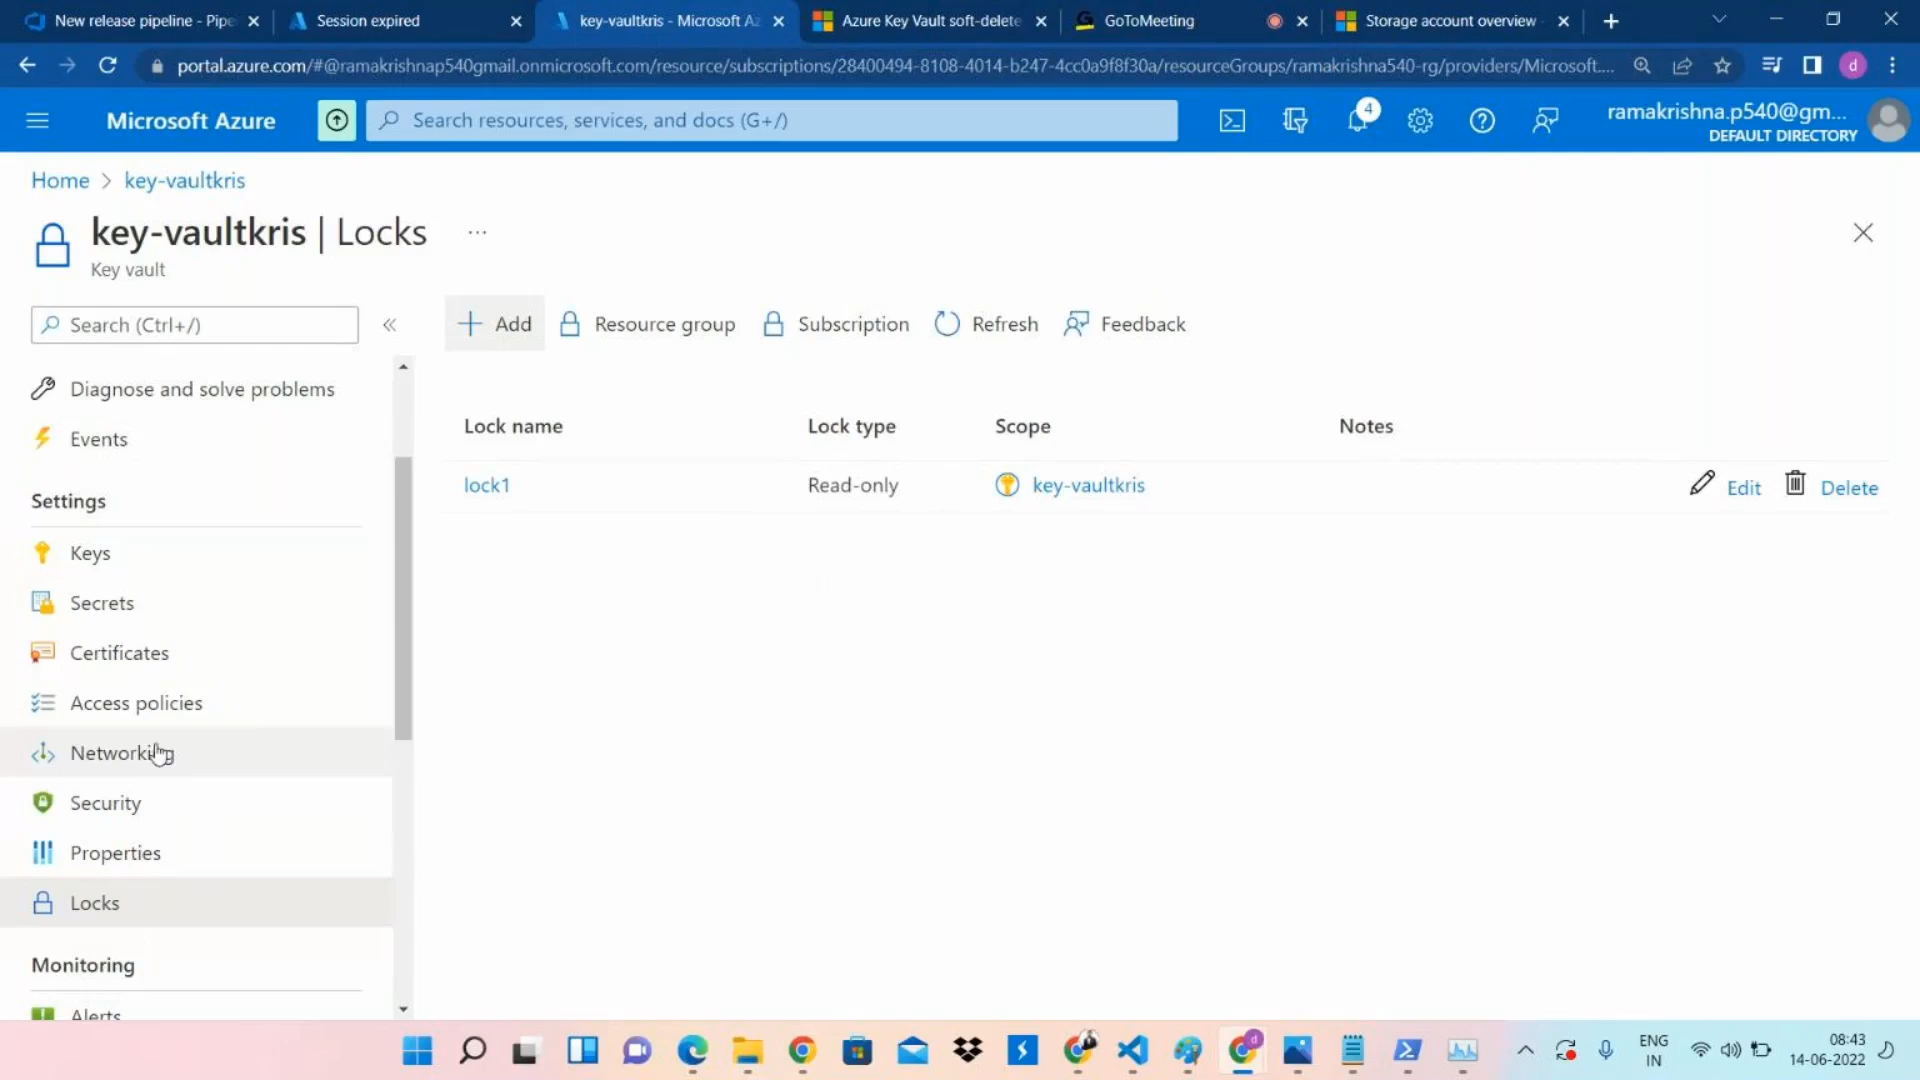 New release pipeline - Pipe
Session expired
key-vaultkris - Microsoft Az
Azure Key Vault soft-delete
GoToMeeting
Storage account overview
portal.azure.com/#@ramakrishnap540gmail.onmicrosoft.com/resource/subscriptions/28400494-8108-4014-b247-4cc0a9f8f30a/resourceGroups/ramakrishna540-rg/providers/Microsoft....
d
Microsoft Azure
Search resources, services, and docs (G+/)
4
ramakrishna.p540@gm...
DEFAULT DIRECTORY
Home > key-vaultkris
key-vaultkris | Locks ...
Key vault
Search (Ctrl+/)
«
Add
Resource group
Subscription
Refresh
Feedback
Diagnose and solve problems
Events
Settings
Keys
Secrets
Certificates
Access policies
Networking
Security
Properties
Locks
Monitoring
Alerts
Lock name
Lock type
Scope
Notes
lock1
Read-only
key-vaultkris
Edit
Delete
ENG
IN
08:43
14-06-2022